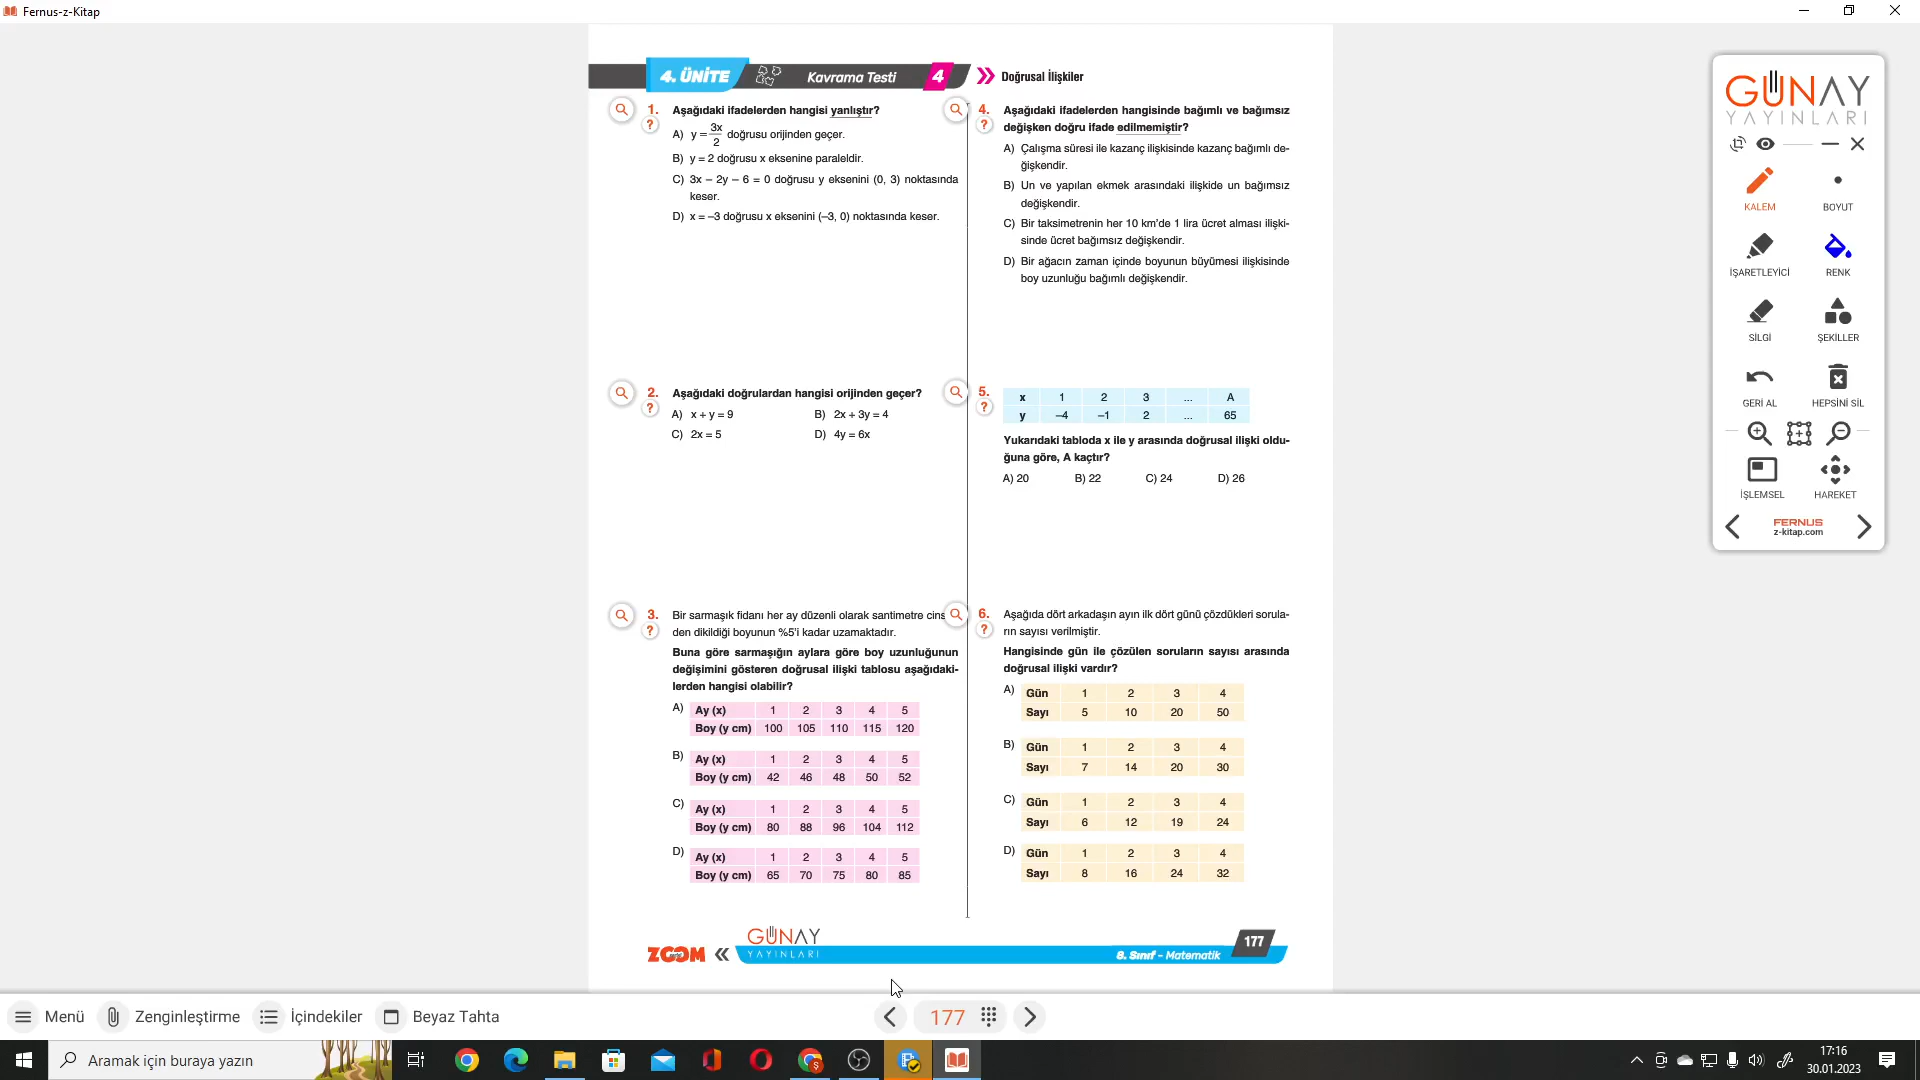 Fernus-z-Kitap
4. ÜNİTE
Kavrama Testi
4
Doğrusal İlişkiler
1. Aşağıdaki ifadelerden hangisi yanlıştır?
A) y = 3x/2 doğrusu orijinden geçer.
B) y = 2 doğrusu x eksenine paraleldir.
C) 3x – 2y – 6 = 0 doğrusu y eksenini (0, 3) noktasında
keser.
D) x = –3 doğrusu x eksenini (–3, 0) noktasında keser.
2. Aşağıdaki doğrulardan hangisi orijinden geçer?
A) x + y = 9
B) 2x + 3y = 4
C) 2x = 5
D) 4y = 6x
3. Bir sarmaşık fidanı her ay düzenli olarak santimetre cins
den dikildiği boyunun %5'i kadar uzamaktadır.
Buna göre sarmaşığın aylara göre boy uzunluğunun
değişimini gösteren doğrusal ilişki tablosu aşağıdaki-
lerden hangisi olabilir?
A) Ay (x) 1 2 3 4 5
Boy (y cm) 100 105 110 115 120
B) Ay (x) 1 2 3 4 5
Boy (y cm) 42 46 48 50 52
C) Ay (x) 1 2 3 4 5
Boy (y cm) 80 88 96 104 112
D) Ay (x) 1 2 3 4 5
Boy (y cm) 65 70 75 80 85
4. Aşağıdaki ifadelerden hangisinde bağımlı ve bağımsız
değişken doğru ifade edilmemiştir?
A) Çalışma süresi ile kazanç ilişkisinde kazanç bağımlı de-
ğişkendir.
B) Un ve yapılan ekmek arasındaki ilişkide un bağımsız
değişkendir.
C) Bir taksimetrenin her 10 km'de 1 lira ücret alması ilişki-
sinde ücret bağımsız değişkendir.
D) Bir ağacın zaman içinde boyunun büyümesi ilişkisinde
boy uzunluğu bağımlı değişkendir.
5. x 1 2 3 ... A
y –4 –1 2 ... 65
Yukarıdaki tabloda x ile y arasında doğrusal ilişki oldu-
ğuna göre, A kaçtır?
A) 20 B) 22 C) 24 D) 26
6. Aşağıda dört arkadaşın ayın ilk dört günü çözdükleri sorula-
rın sayısı verilmiştir.
Hangisinde gün ile çözülen soruların sayısı arasında
doğrusal ilişki vardır?
A) Gün 1 2 3 4
Sayı 5 10 20 50
B) Gün 1 2 3 4
Sayı 7 14 20 30
C) Gün 1 2 3 4
Sayı 6 12 19 24
D) Gün 1 2 3 4
Sayı 8 16 24 32
ZOOM
GÜNAY
YAYINLARI
8. Sınıf - Matematik
177
GÜNAY
YAYINLARI
KALEM
BOYUT
İŞARETLEYİCİ
RENK
SİLGİ
ŞEKİLLER
GERİ AL
HEPSİNİ SİL
İŞLEMSEL
HAREKET
FERNUS
z-kitap.com
Menü
Zenginleştirme
İçindekiler
Beyaz Tahta
177
Aramak için buraya yazın
17:16
30.01.2023